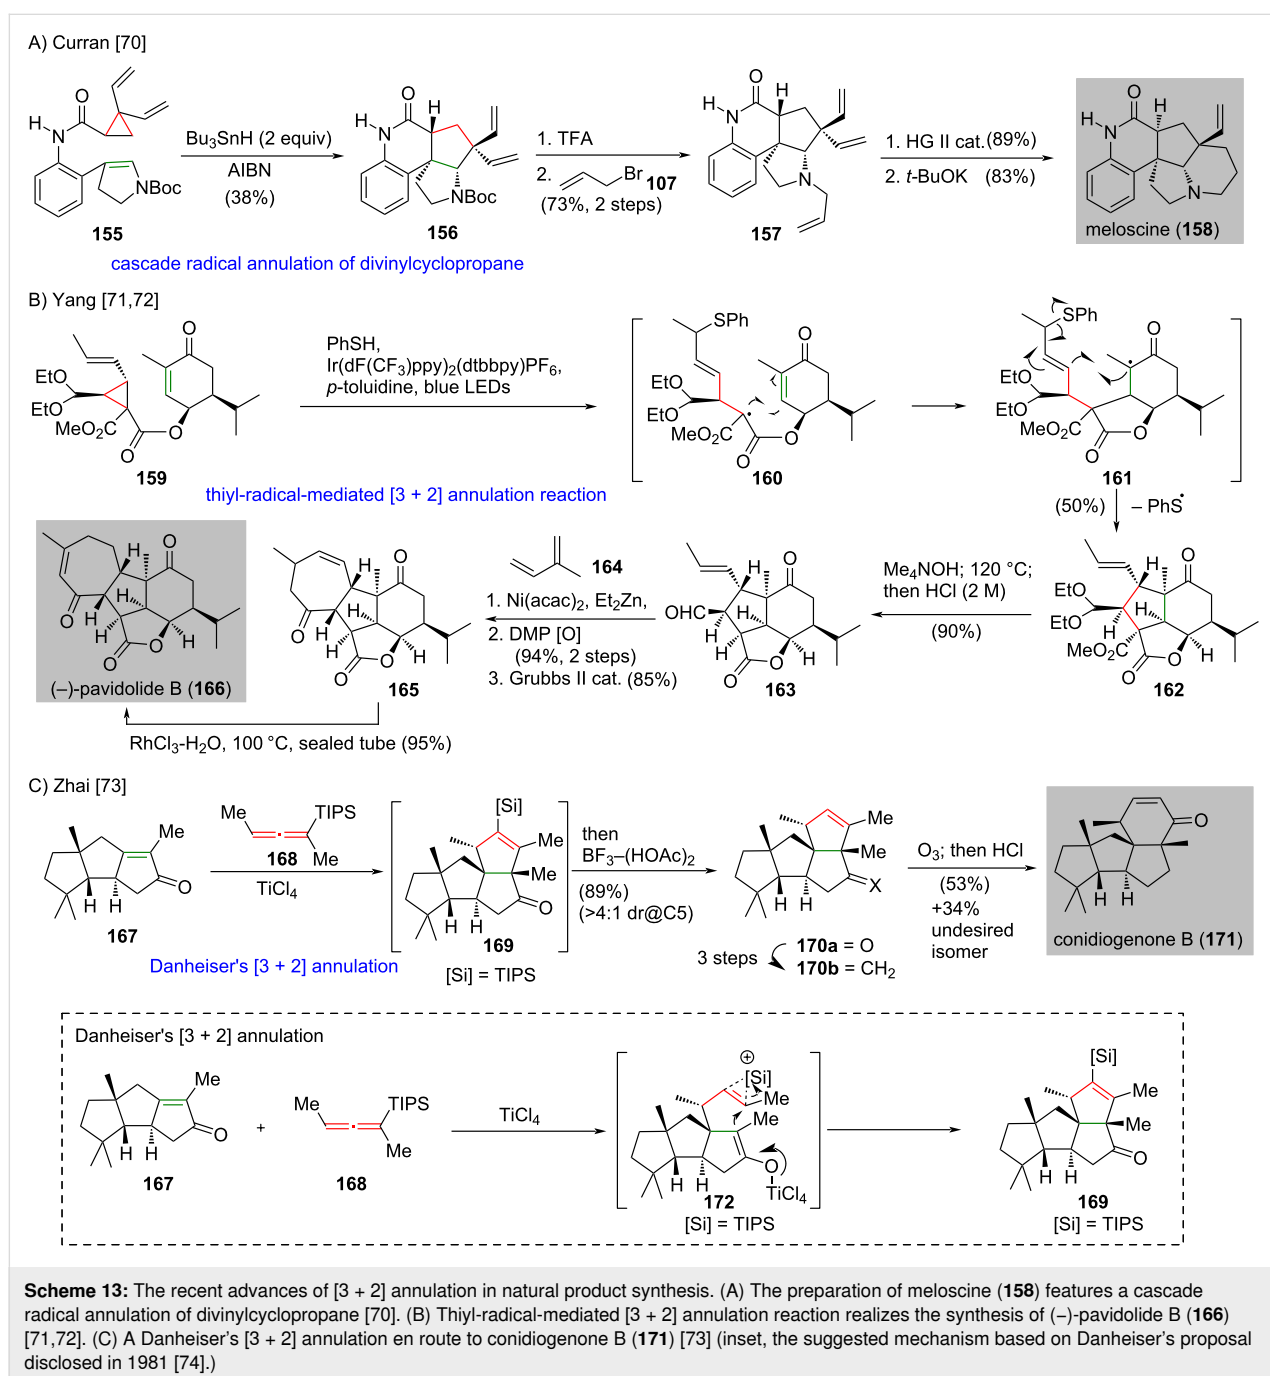 A) Curran [70]
O
H
N
NBoc
155
Bu3SnH (2 equiv)
AIBN
(38%)
O
H
H
N
H
N
Boc
156
1. TFA
2.
Br 107
(73%, 2 steps)
O
H
H
N
H
N
157
1. HG II cat. (89%)
2. t-BuOK (83%)
O
H
H
N
H
N
meloscine (158)
cascade radical annulation of divinylcyclopropane
B) Yang [71,72]
O
EtO
EtO
MeO2C
O
O
159
PhSH,
Ir(dF(CF3)ppy)2(dtbbpy)PF6,
p-toluidine, blue LEDs
thiyl-radical-mediated [3 + 2] annulation reaction
SPh
O
EtO
EtO
MeO2C
O
O
160
SPh
O
EtO
EtO
MeO2C
O
O
161
(50%)
– PhS•
O
H
EtO
EtO
H
H
MeO2C
O
H
O
162
Me4NOH; 120 °C;
then HCl (2 M)
(90%)
O
H
OHC
H
H
H
O
H
O
163
164
1. Ni(acac)2, Et2Zn,
2. DMP [O]
(94%, 2 steps)
3. Grubbs II cat. (85%)
O
H
H
O
H
H
O
H
O
165
O
H
H
O
H
H
O
H
O
(–)-pavidolide B (166)
RhCl3-H2O, 100 °C, sealed tube (95%)
C) Zhai [73]
Me
O
H
H
167
Me
TIPS
168
Me
TiCl4
Danheiser's [3 + 2] annulation
[Si]
Me
Me
O
H
H
169
[Si] = TIPS
then
BF3–(HOAc)2
(89%)
(>4:1 dr@C5)
Me
Me
X
H
H
3 steps
170a = O
170b = CH2
O3; then HCl
(53%)
+34%
undesired
isomer
O
H
H
conidiogenone B (171)
Danheiser's [3 + 2] annulation
Me
O
H
H
167
+
Me
TIPS
Me
168
TiCl4
⊕
[Si]
Me
Me
O
TiCl4
H
H
172
[Si] = TIPS
[Si]
Me
Me
O
H
H
169
[Si] = TIPS
Scheme 13: The recent advances of [3 + 2] annulation in natural product synthesis. (A) The preparation of meloscine (158) features a cascade
radical annulation of divinylcyclopropane [70]. (B) Thiyl-radical-mediated [3 + 2] annulation reaction realizes the synthesis of (–)-pavidolide B (166)
[71,72]. (C) A Danheiser’s [3 + 2] annulation en route to conidiogenone B (171) [73] (inset, the suggested mechanism based on Danheiser’s proposal
disclosed in 1981 [74].)